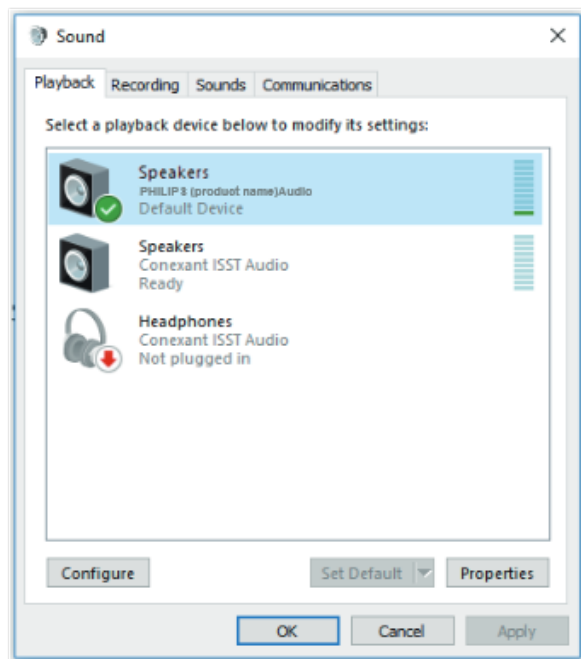 Sound
Playback Recording Sounds Communications
Select a playback device below to modify its settings:
Speakers
PHILIPS (product name)Audio
Default Device
Speakers
Conexant ISST Audio
Ready
Headphones
Conexant ISST Audio
Not plugged in
Configure Set Default Properties
OK Cancel Apply